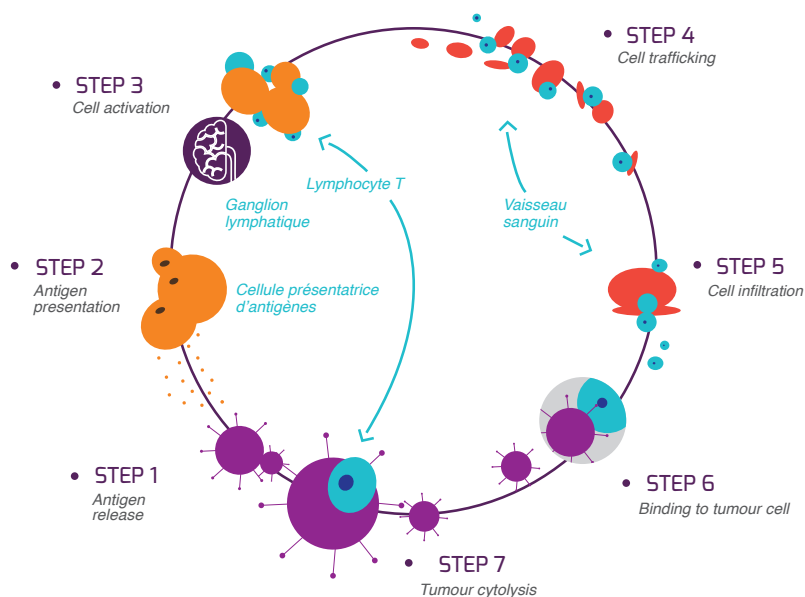 STEP 4
Cell trafficking
STEP 3
Cell activation
Lymphocyte T
Ganglion
lymphatique
Vaisseau
sanguin
STEP 2
Antigen
presentation
Cellule présentatrice
d'antigènes
STEP 5
Cell infiltration
STEP 1
Antigen
release
STEP 6
Binding to tumour cell
STEP 7
Tumour cytolysis